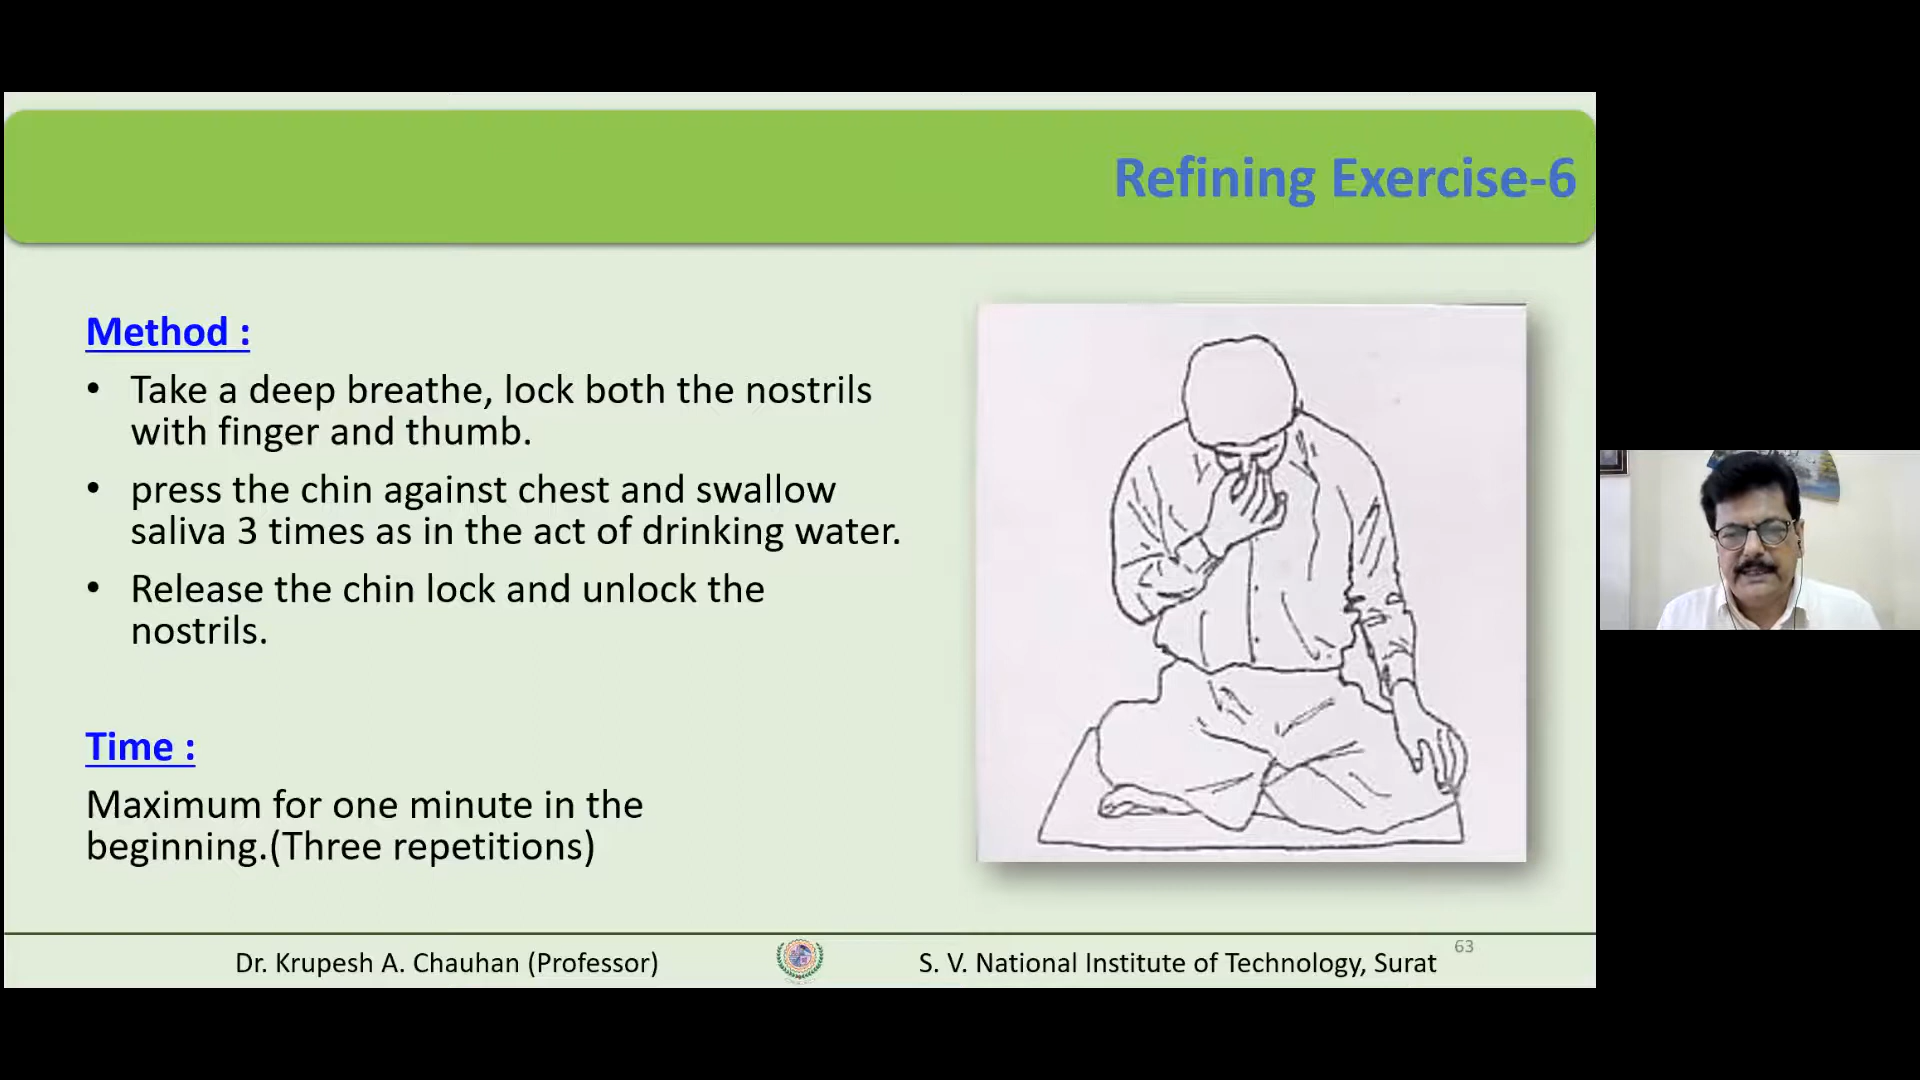 Refining Exercise-6
Method :
• Take a deep breathe, lock both the nostrils
with finger and thumb.
• press the chin against chest and swallow
saliva 3 times as in the act of drinking water.
• Release the chin lock and unlock the
nostrils.
Time :
Maximum for one minute in the
beginning.(Three repetitions)
Dr. Krupesh A. Chauhan (Professor)
S. V. National Institute of Technology, Surat
63